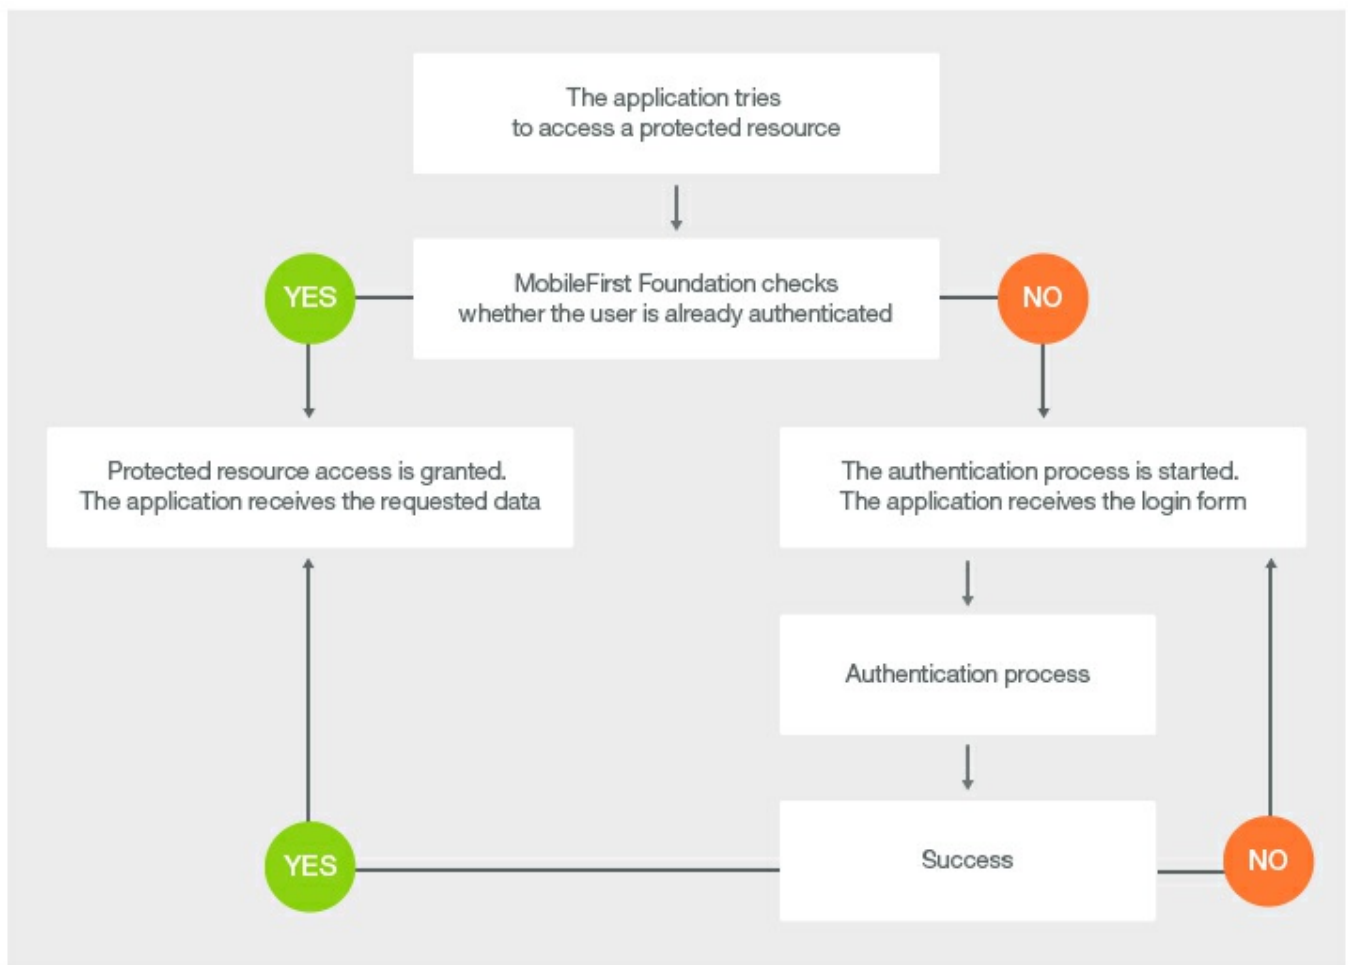 The application tries
to access a protected resource
YES
MobileFirst Foundation checks
whether the user is already authenticated
NO
Protected resource access is granted.
The application receives the requested data
The authentication process is started.
The application receives the login form
Authentication process
YES
Success
NO